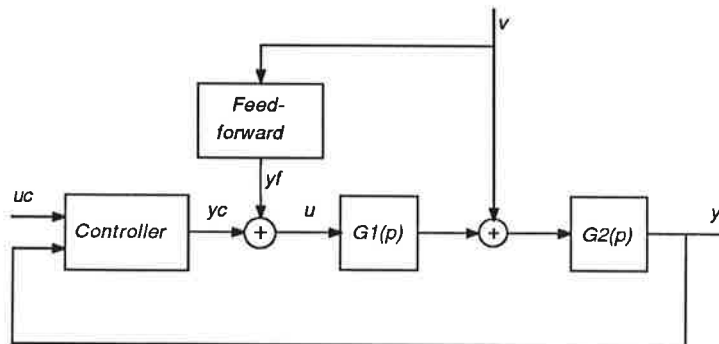 v
Feed-
forward
yf
uc
Controller
yc
+
u
G1(p)
+
G2(p)
y